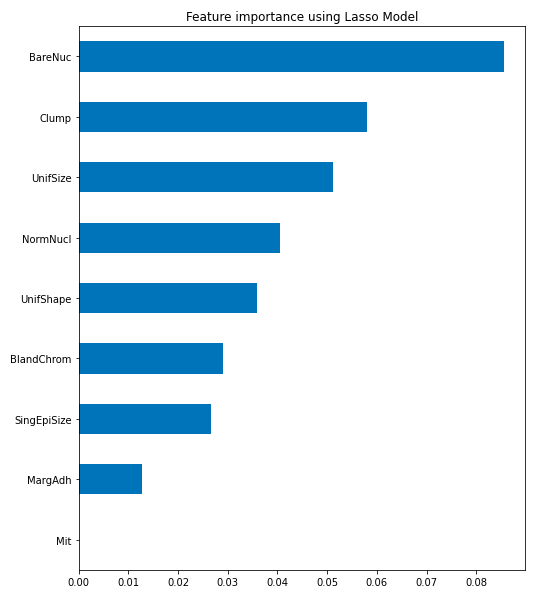 Feature importance using Lasso Model
BareNuc
Clump
UnifSize
NormNucl
UnifShape
BlandChrom
SingEpiSize
MargAdh
Mit
0.00 0.01 0.02 0.03 0.04 0.05 0.06 0.07 0.08